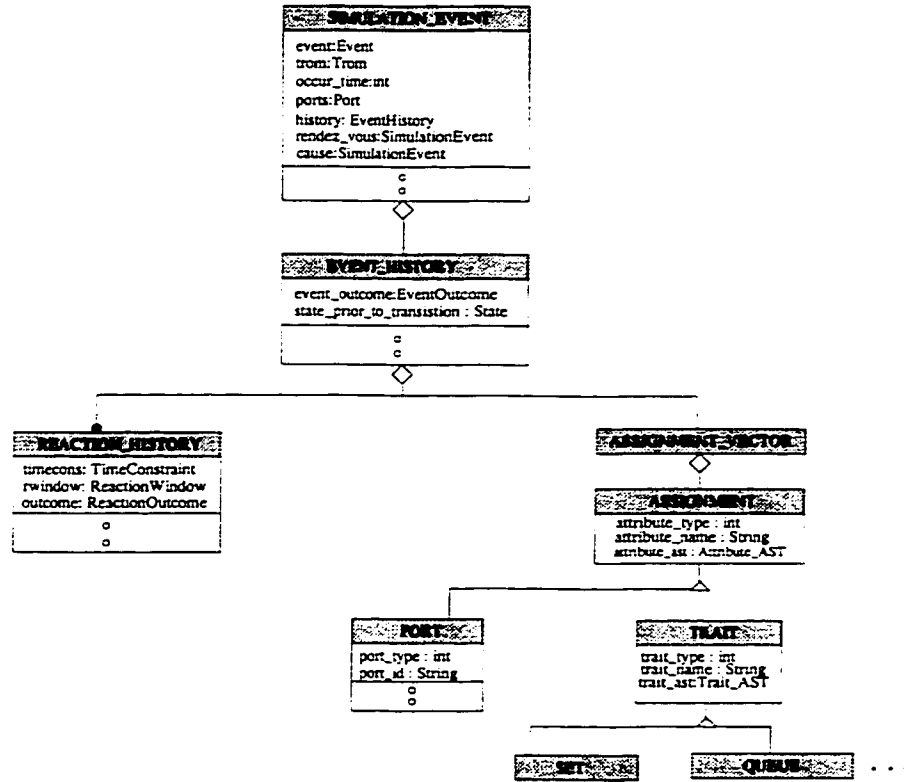 SIMULATION_EVENT
event:Event
trom:Trom
occur_time:int
ports:Port
history: EventHistory
rendez_vous:SimulationEvent
cause:SimulationEvent
EVENT_HISTORY
event_outcome:EventOutcome
state_prior_to_transistion : State
REACTION_HISTORY
timecons: TimeConstraint
rwindow: ReactionWindow
outcome: ReactionOutcome
ASSIGNMENT_VECTOR
ASSIGNMENT
attribute_type : int
attribute_name : String
attribute_ast : Attribute_AST
PORT
port_type : int
port_id : String
TRAIT
trait_type : int
trait_name : String
trait_ast:Trait_AST
SET
QUEUE
. . .